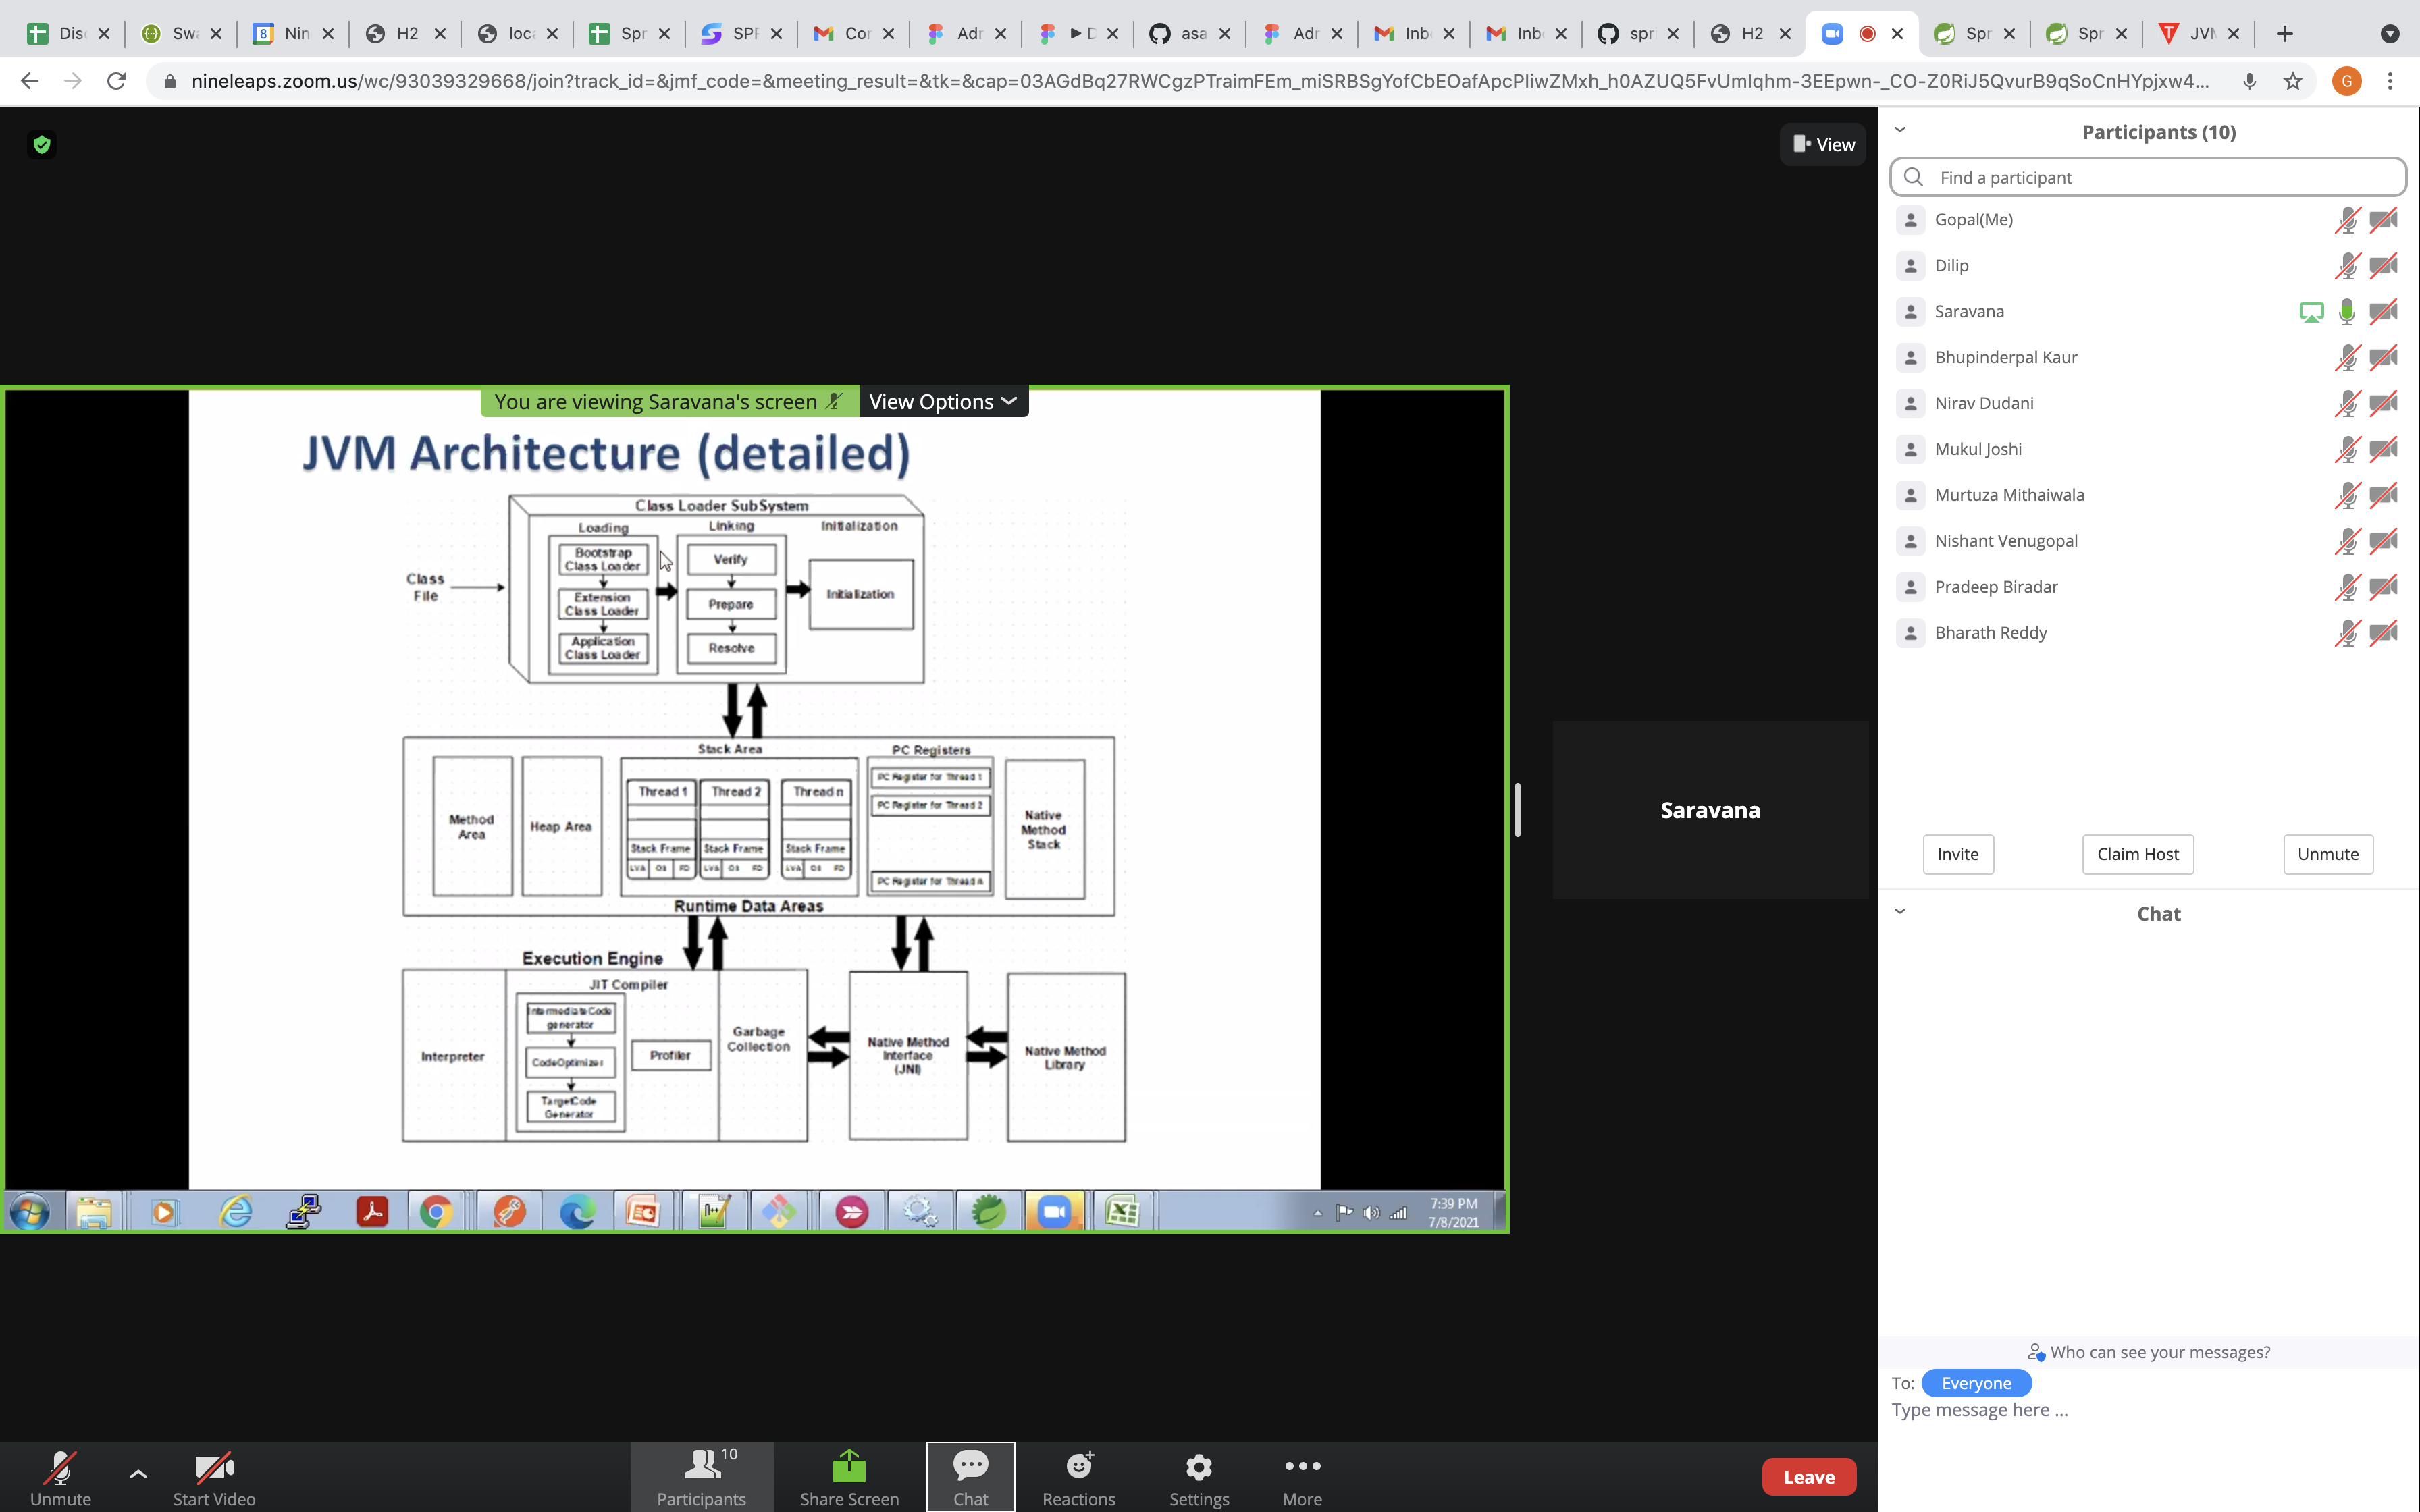 Dis
Swa
Nin
H2
loca
Spr
SPR
Cor
Adr
D
asa
Adr
Inb
Inb
spri
H2
Spr
Spr
JVM
nineleaps.zoom.us/wc/93039329668/join?track_id=&jmf_code=&meeting_result=&tk=&cap=03AGdBq27RWCgzPTraimFEm_miSRBSgYofCbEOafApcPIiwZMxh_h0AZUQ5FvUmIqhm-3EEpwn-_CO-Z0RiJ5QvurB9qSoCnHYpjxw4...
G
View
You are viewing Saravana's screen
View Options
JVM Architecture (detailed)
Class Loader SubSystem
Loading
Linking
Initialization
Class
File
Bootstrap
Class Loader
Extension
Class Loader
Application
Class Loader
Verify
Prepare
Resolve
Initialization
Stack Area
PC Registers
Method
Area
Heap Area
Thread 1
Thread 2
Thread n
Stack Frame
Stack Frame
Stack Frame
LVA OS FD
LVA OS FD
LVA OS FD
PC Register for Thread 1
PC Register for Thread 2
PC Register for Thread n
Native
Method
Stack
Runtime Data Areas
Execution Engine
JIT Compiler
Interpreter
Intermediate Code
generator
CodeOptimizer
TargetCode
Generator
Profiler
Garbage
Collection
Native Method
Interface
(JNI)
Native Method
Library
7:39 PM
7/8/2021
Saravana
Participants (10)
Find a participant
Gopal(Me)
Dilip
Saravana
Bhupinderpal Kaur
Nirav Dudani
Mukul Joshi
Murtuza Mithaiwala
Nishant Venugopal
Pradeep Biradar
Bharath Reddy
Invite
Claim Host
Unmute
Chat
Who can see your messages?
To: Everyone
Type message here ...
Unmute
Start Video
10
Participants
Share Screen
Chat
Reactions
Settings
More
Leave